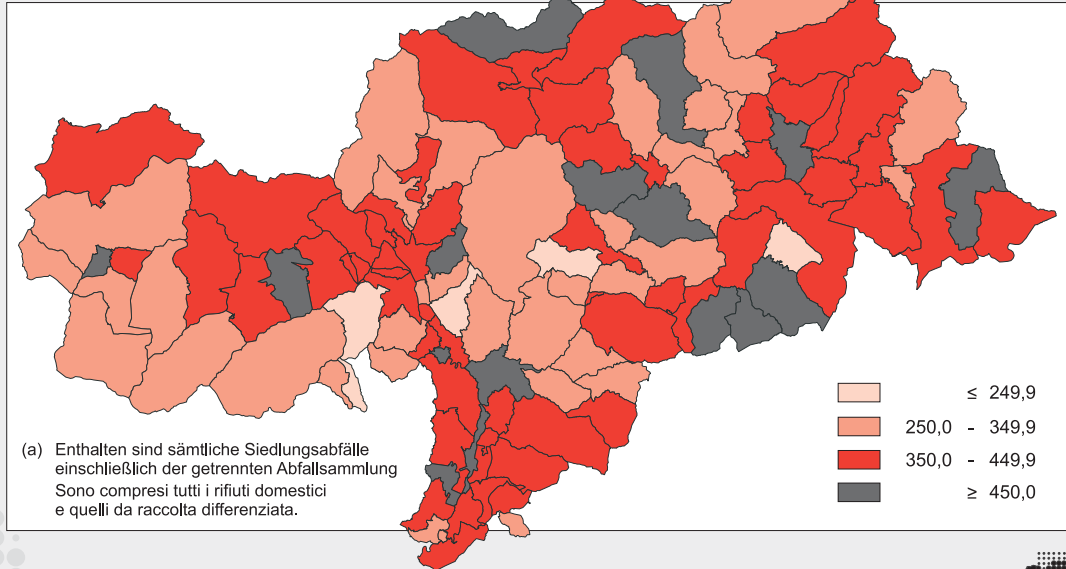 ≤ 249,9
250,0 - 349,9
350,0 - 449,9
≥ 450,0
(a) Enthalten sind sämtliche Siedlungsabfälle
einschließlich der getrennten Abfallsammlung
Sono compresi tutti i rifiuti domestici
e quelli da raccolta differenziata.